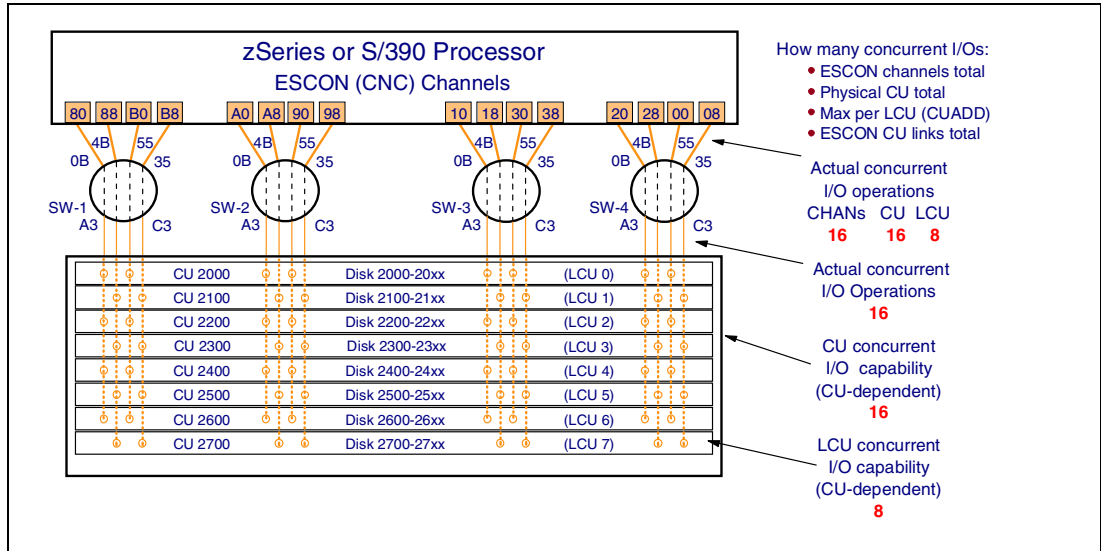 zSeries or S/390 Processor
ESCON (CNC) Channels
80 88 B0 B8 A0 A8 90 98 10 18 30 38 20 28 00 08
4B 55 4B 55 4B 55 4B 55
0B 35 0B 35 0B 35 0B 35
SW-1 SW-2 SW-3 SW-4
A3 C3 A3 C3 A3 C3 A3 C3
CU 2000 Disk 2000-20xx (LCU 0)
CU 2100 Disk 2100-21xx (LCU 1)
CU 2200 Disk 2200-22xx (LCU 2)
CU 2300 Disk 2300-23xx (LCU 3)
CU 2400 Disk 2400-24xx (LCU 4)
CU 2500 Disk 2500-25xx (LCU 5)
CU 2600 Disk 2600-26xx (LCU 6)
CU 2700 Disk 2700-27xx (LCU 7)
How many concurrent I/Os:
• ESCON channels total
• Physical CU total
• Max per LCU (CUADD)
• ESCON CU links total
Actual concurrent
I/O operations
CHANs CU LCU
16 16 8
Actual concurrent
I/O Operations
16
CU concurrent
I/O capability
(CU-dependent)
16
LCU concurrent
I/O capability
(CU-dependent)
8